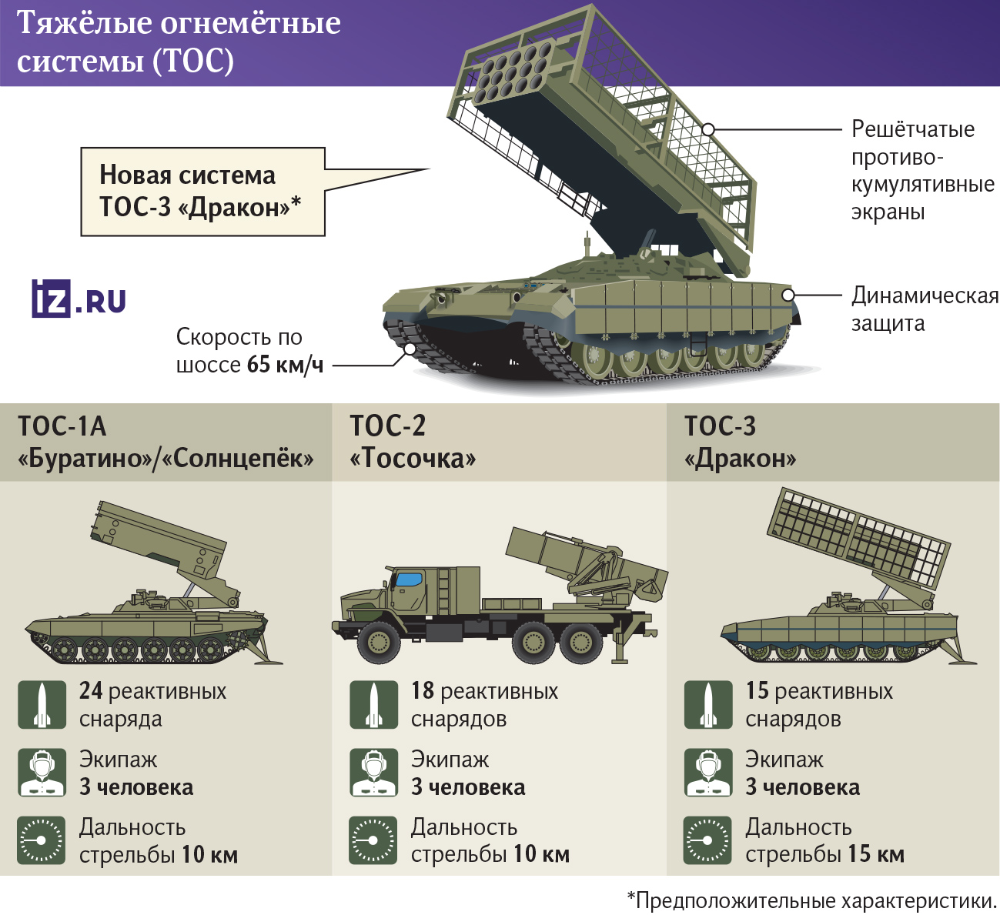 Тяжёлые огнемётные
системы (ТОС)
Новая система
ТОС-3 «Дракон»*
Решётчатые
противо-
кумулятивные
экраны
iz.RU
Динамическая
защита
Скорость по
шоссе 65 км/ч
ТОС-1А
«Буратино»/«Солнцепёк»
24 реактивных
снаряда
Экипаж
3 человека
Дальность
стрельбы 10 км
ТОС-2
«Тосочка»
18 реактивных
снарядов
Экипаж
3 человека
Дальность
стрельбы 10 км
ТОС-3
«Дракон»
15 реактивных
снарядов
Экипаж
3 человека
Дальность
стрельбы 15 км
*Предположительные характеристики.